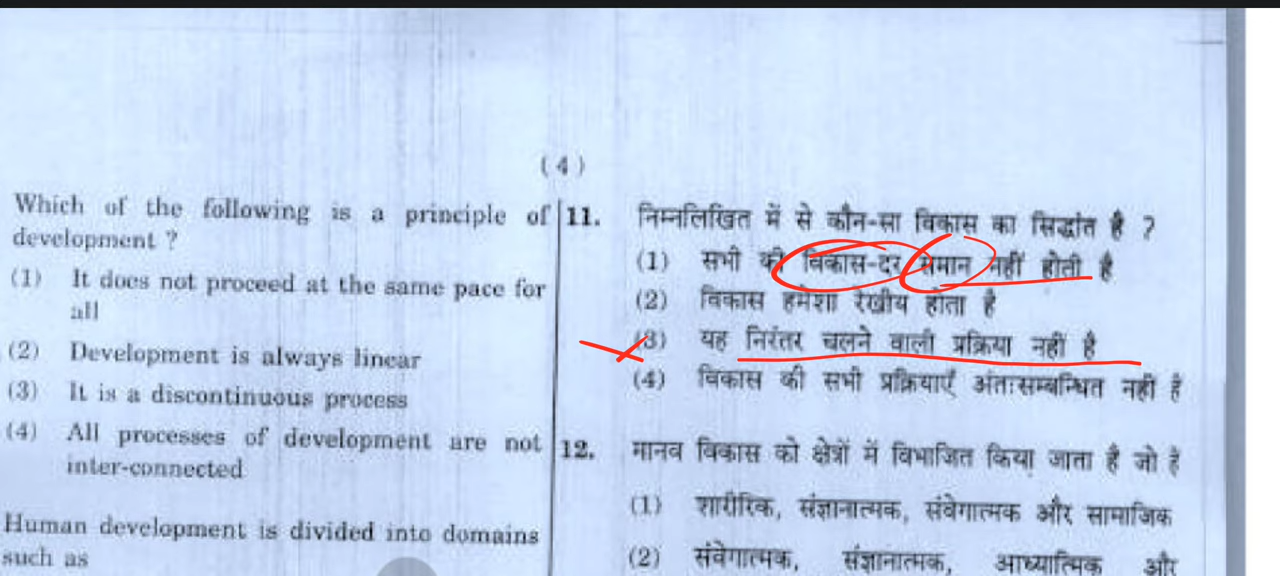 (4)
Which of the following is a principle of
development ?
(1) It does not proceed at the same pace for
all
(2) Development is always linear
(3) It is a discontinuous process
(4) All processes of development are not
inter-connected
Human development is divided into domains
such as
11. निम्नलिखित में से कौन-सा विकास का सिद्धांत है ?
(1) सभी की विकास-दर समान नहीं होती है
(2) विकास हमेशा रेखीय होता है
(3) यह निरंतर चलने वाली प्रक्रिया नहीं है
(4) विकास की सभी प्रक्रियाएँ अंतःसम्बन्धित नहीं हैं
12. मानव विकास को क्षेत्रों में विभाजित किया जाता है जो हैं
(1) शारीरिक, संज्ञानात्मक, संवेगात्मक और सामाजिक
(2) संवेगात्मक, संज्ञानात्मक, आध्यात्मिक और